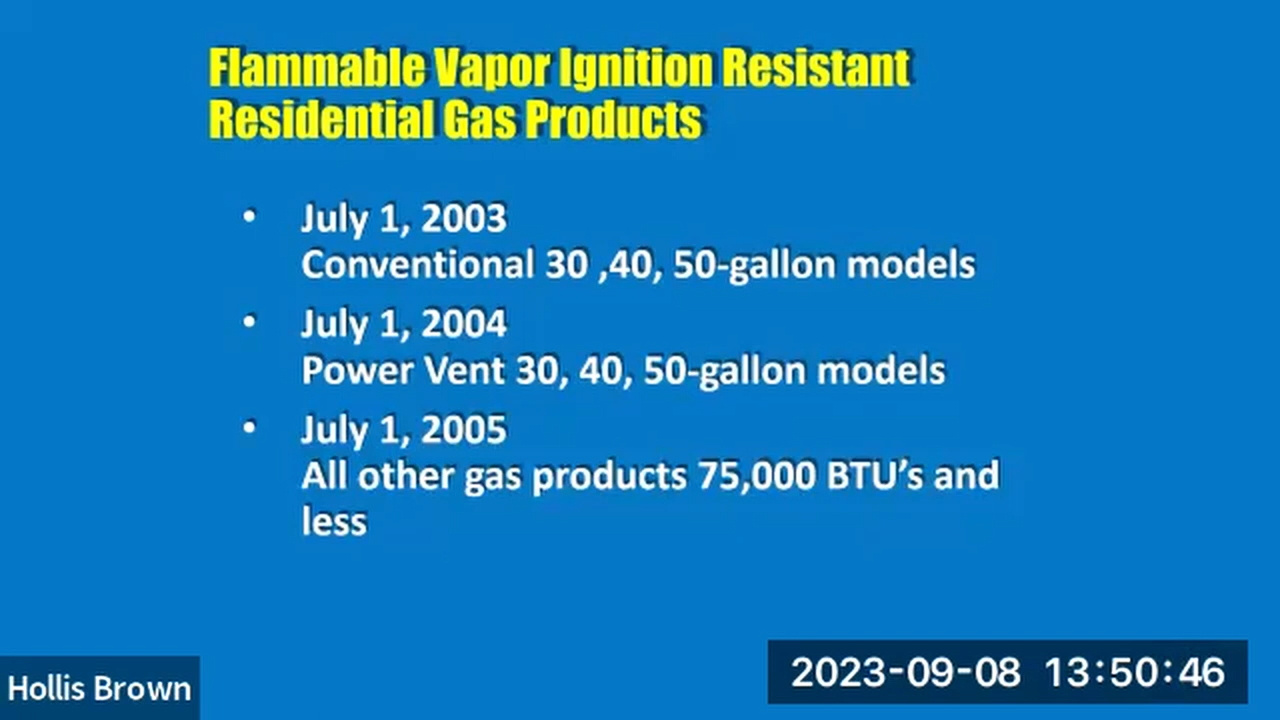 Flammable Vapor Ignition Resistant
Residential Gas Products
• July 1, 2003
Conventional 30 ,40, 50-gallon models
• July 1, 2004
Power Vent 30, 40, 50-gallon models
• July 1, 2005
All other gas products 75,000 BTU’s and
less
Hollis Brown
2023-09-08 13:50:46